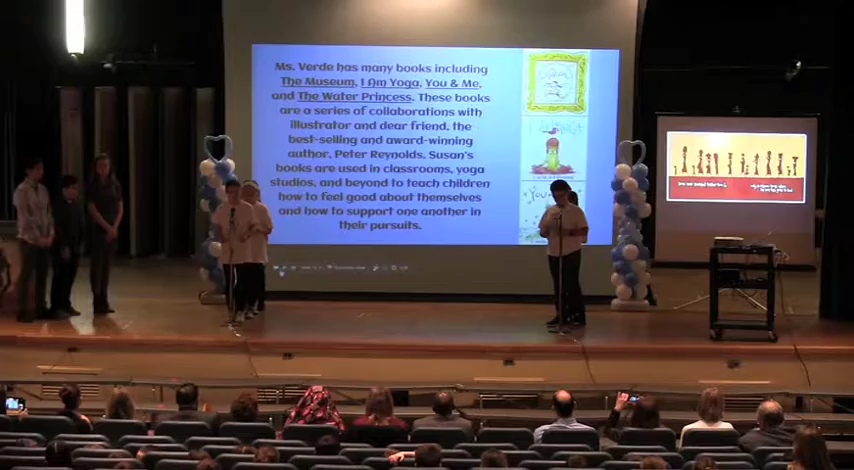 Ms. Verde has many books including
The Museum, I Am Yoga, You & Me,
and The Water Princess. These books
are a series of collaborations with
illustrator and dear friend, the
best-selling and award-winning
author, Peter Reynolds. Susan's
books are used in classrooms, yoga
studios, and beyond to teach children
how to feel good about themselves
and how to support one another in
their pursuits.